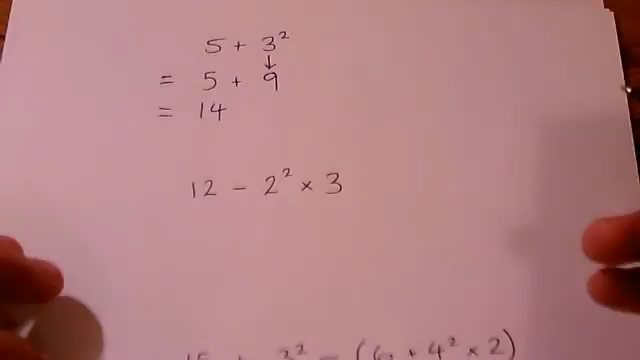 5 + 3²
↓
= 5 + 9
= 14
12 - 2² × 3